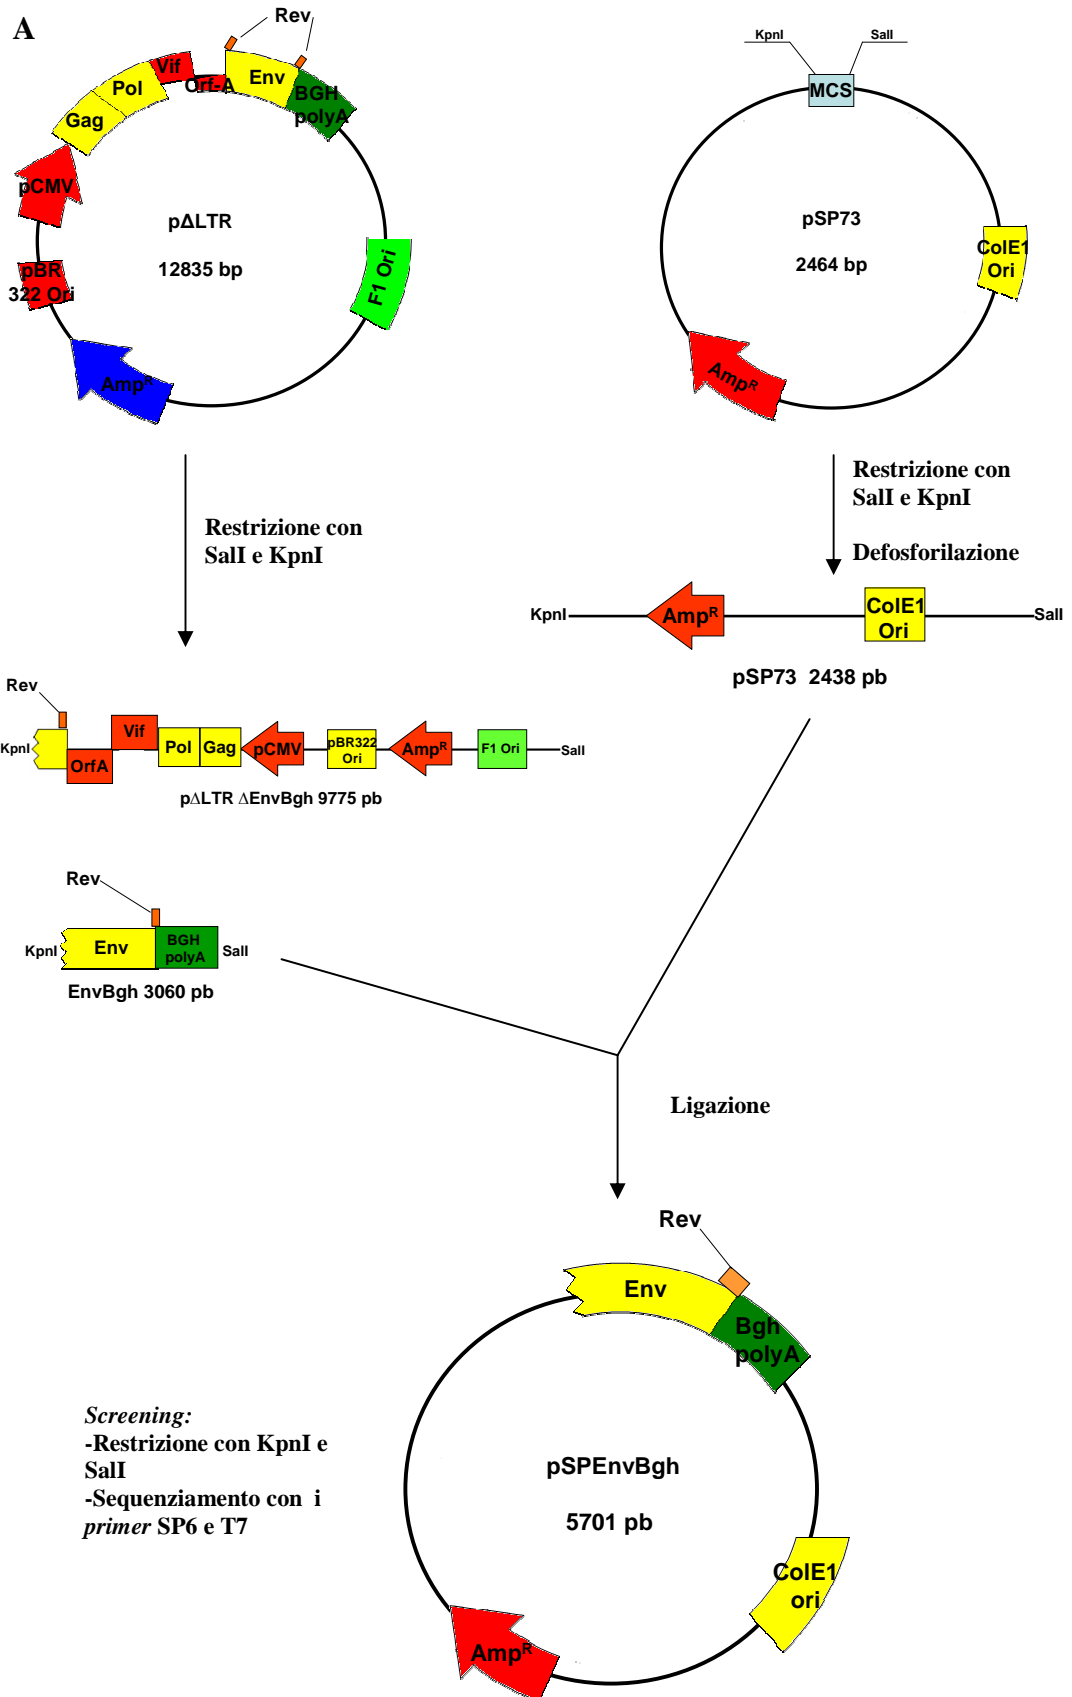 A
Rev
Vif
Orf-A
Env
Pol
BGH
polyA
Gag
pCMV
pΔLTR
12835 bp
pBR
322 Ori
F1 Ori
AmpR
KpnI
SalI
MCS
pSP73
2464 bp
ColE1
Ori
AmpR
Restrizione con
SalI e KpnI
Restrizione con
SalI e KpnI
Defosforilazione
KpnI
AmpR
ColE1
Ori
SalI
pSP73 2438 pb
Rev
KpnI
OrfA
Vif
Pol
Gag
pCMV
pBR322
Ori
AmpR
F1 Ori
SalI
pΔLTR ΔEnvBgh 9775 pb
Rev
KpnI
Env
BGH
polyA
SalI
EnvBgh 3060 pb
Ligazione
Rev
Env
Bgh
polyA
Screening:
-Restrizione con KpnI e
SalI
-Sequenziamento con i
primer SP6 e T7
pSPEnvBgh
5701 pb
ColE1
ori
AmpR